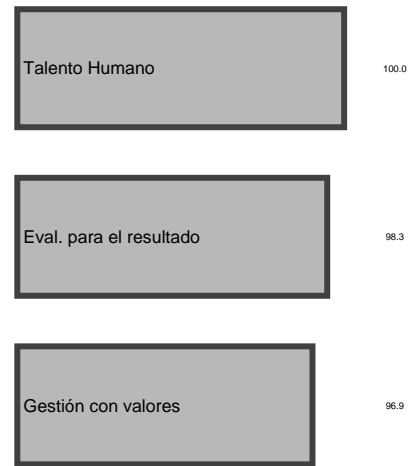 Talento Humano 100.0
Eval. para el resultado 98.3
Gestión con valores 96.9